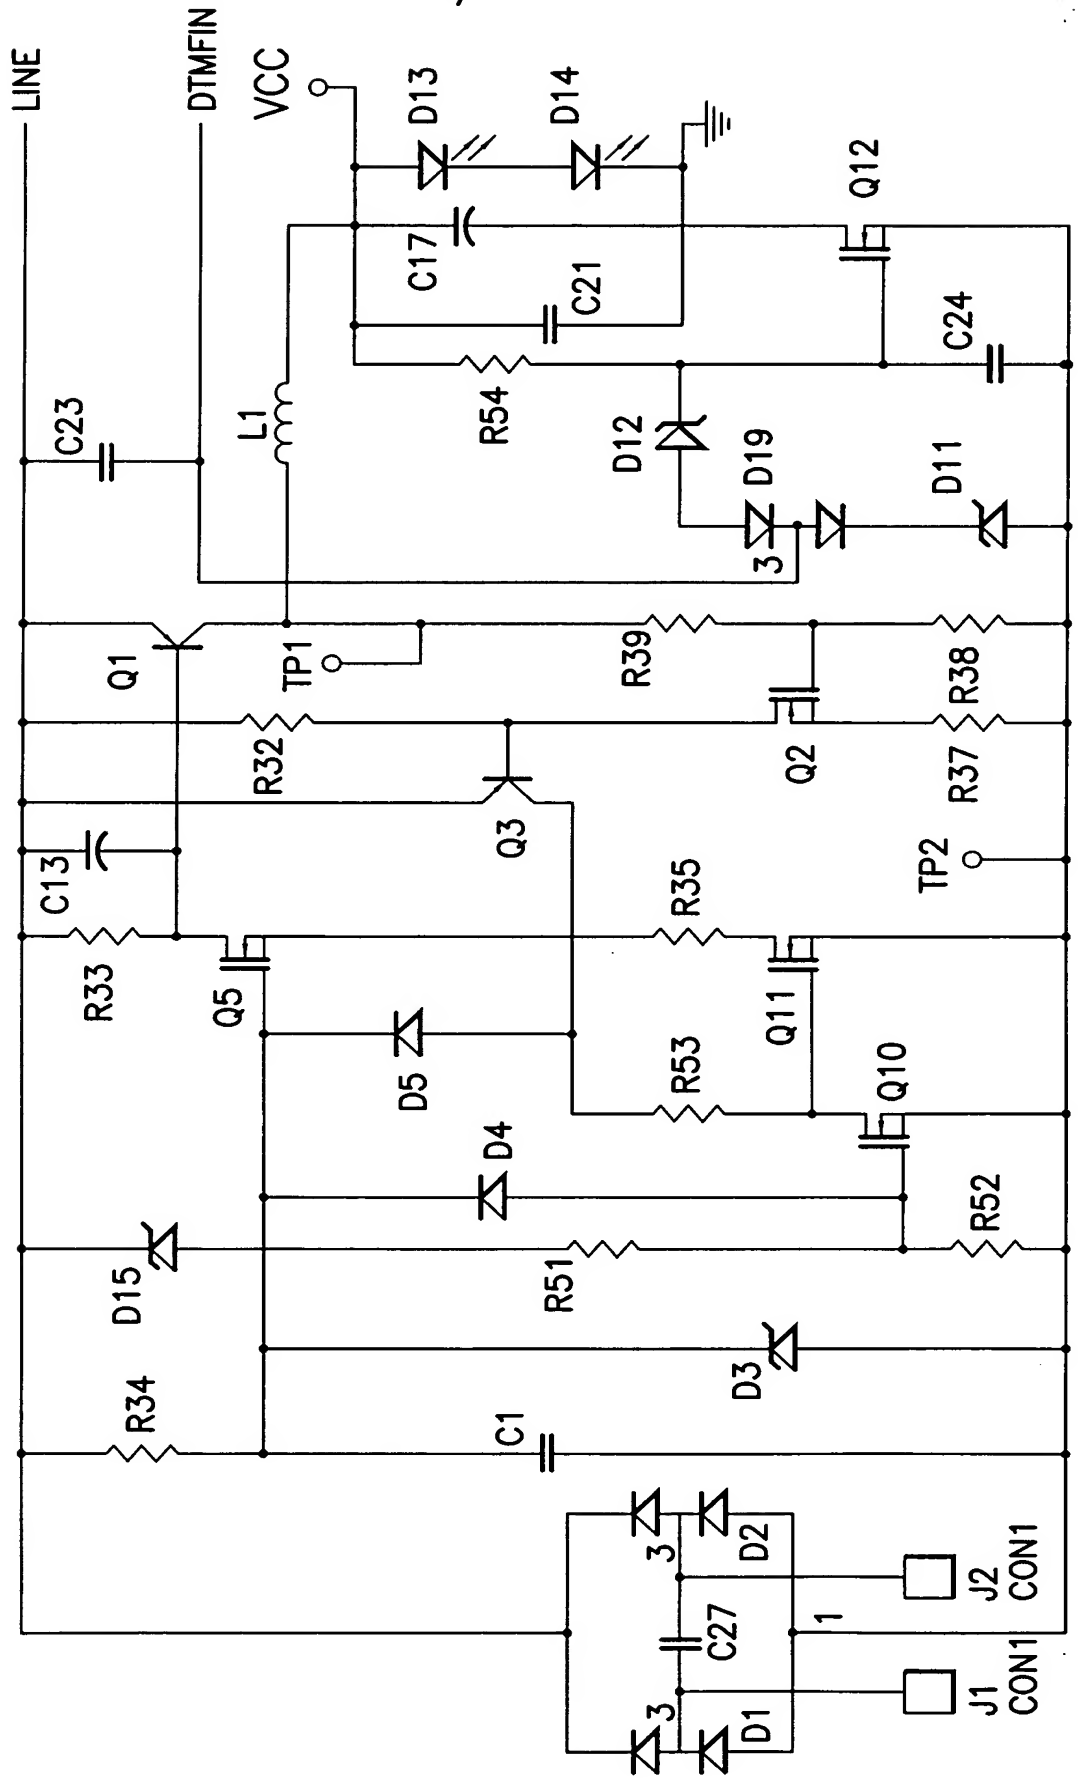 LINE
DTMFIN
VCC
D13
D14
C17
C21
Q12
C24
C23
L1
R54
D12
D19
3
D11
Q1
TP1
R39
R38
R32
Q2
R37
Q3
TP2
C13
R33
Q5
R35
Q11
D5
R53
Q10
D4
D15
R51
R52
R34
D3
C1
3
D2
J2
CON1
C27
1
3
D1
J1
CON1